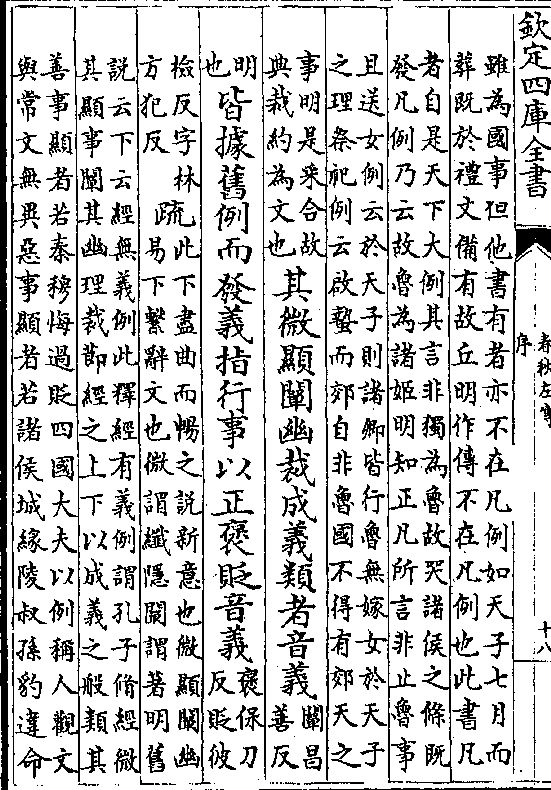 欽定四庫全書
春秋左傳
序
十八
雖為國事但他書有者亦不在凡例如天子七月而
葬既於禮文備有故丘明作傳不在凡例也此書凡
者自是天下大例其言非獨為魯故哭諸侯之條既
發凡例乃云故魯為諸姬明知正凡所言非止魯事
且送女例云於天子則諸卿皆行魯無嫁女於天子
之理祭祀例云啟蟄而郊自非魯國不得有郊天之
事明是采合故
典裁約為文也
其微顯闡幽裁成義類者音義
闡昌
善反
明
也
皆據舊例而發義指行事以正褒貶音義
褒保刀
反貶彼
檢反字林
方犯反
疏
此下盡曲而暢之說新意也微顯闡幽
易下繫辭文也微謂纖隱闡謂著明舊
說云下云經無義例此釋經有義例謂孔子脩經微
其顯事闡其幽理裁節經之上下以成義之般類其
善事顯者若秦穆悔過貶四國大夫以例稱人觀文
與常文無異惡事顯者若諸侯城緣陵叔孫豹違命